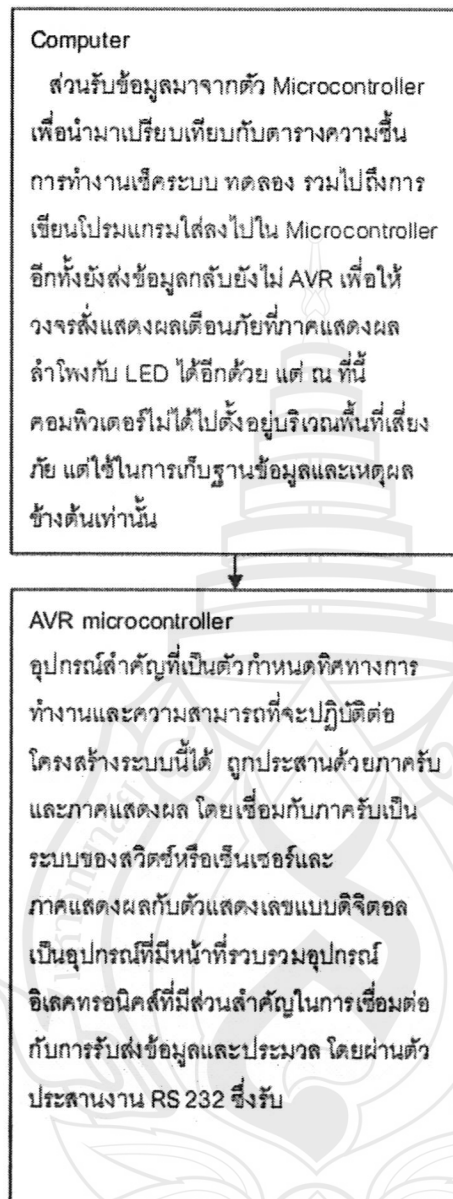 Computer
ส่วนรับข้อมูลมาจากตัว Microcontroller
เพื่อนำมาเปรียบเทียบกับตารางความชื้น
การทำงานเช็คระบบ ทดลอง รวมไปถึงการ
เขียนโปรมแกรมใส่ลงไปใน Microcontroller
อีกทั้งยังส่งข้อมูลกลับยังไม่ AVR เพื่อให้
วงจรสั่งแสดงผลเตือนภัยที่ภาคแสดงผล
ลำโพงกับ LED ได้อีกด้วย แต่ ณ ที่นี้
คอมพิวเตอร์ไม่ได้ไปตั้งอยู่บริเวณพื้นที่เสี่ยง
ภัย แต่ใช้ในการเก็บฐานข้อมูลและเหตุผล
ข้างต้นเท่านั้น
AVR microcontroller
อุปกรณ์สำคัญที่เป็นตัวกำหนดทิศทางการ
ทำงานและความสามารถที่จะปฏิบัติต่อ
โครงสร้างระบบนี้ได้ ถูกประสานด้วยภาครับ
และภาคแสดงผล โดยเชื่อมกับภาครับเป็น
ระบบของสวิตช์หรือเซ็นเซอร์และ
ภาคแสดงผลกับตัวแสดงเลขแบบดิจิตอล
เป็นอุปกรณ์ที่มีหน้าที่รวบรวมอุปกรณ์
อิเลคทรอนิคส์ที่มีส่วนสำคัญในการเชื่อมต่อ
กับการรับส่งข้อมูลและประมวล โดยผ่านตัว
ประสานงาน RS 232 ซึ่งรับ